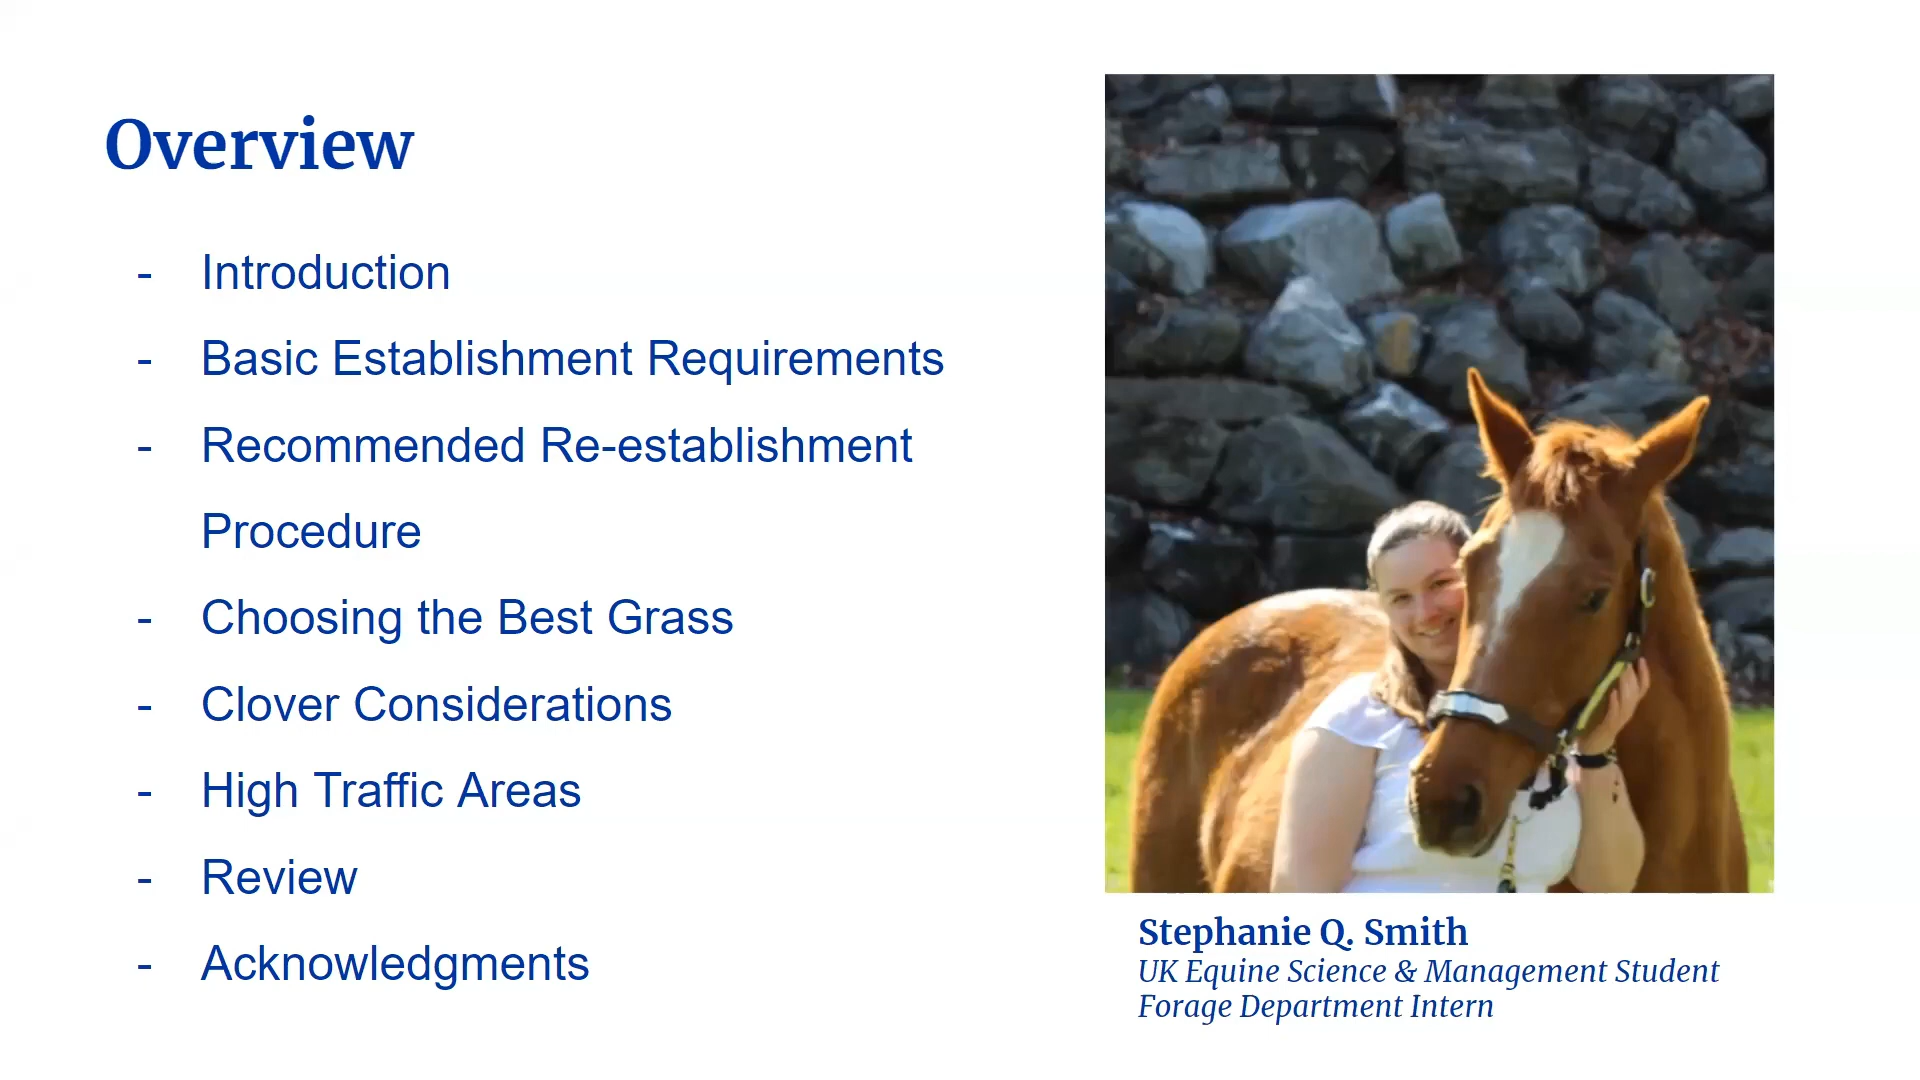 Overview
- Introduction
- Basic Establishment Requirements
- Recommended Re-establishment
Procedure
- Choosing the Best Grass
- Clover Considerations
- High Traffic Areas
- Review
- Acknowledgments
Stephanie Q. Smith
UK Equine Science & Management Student
Forage Department Intern